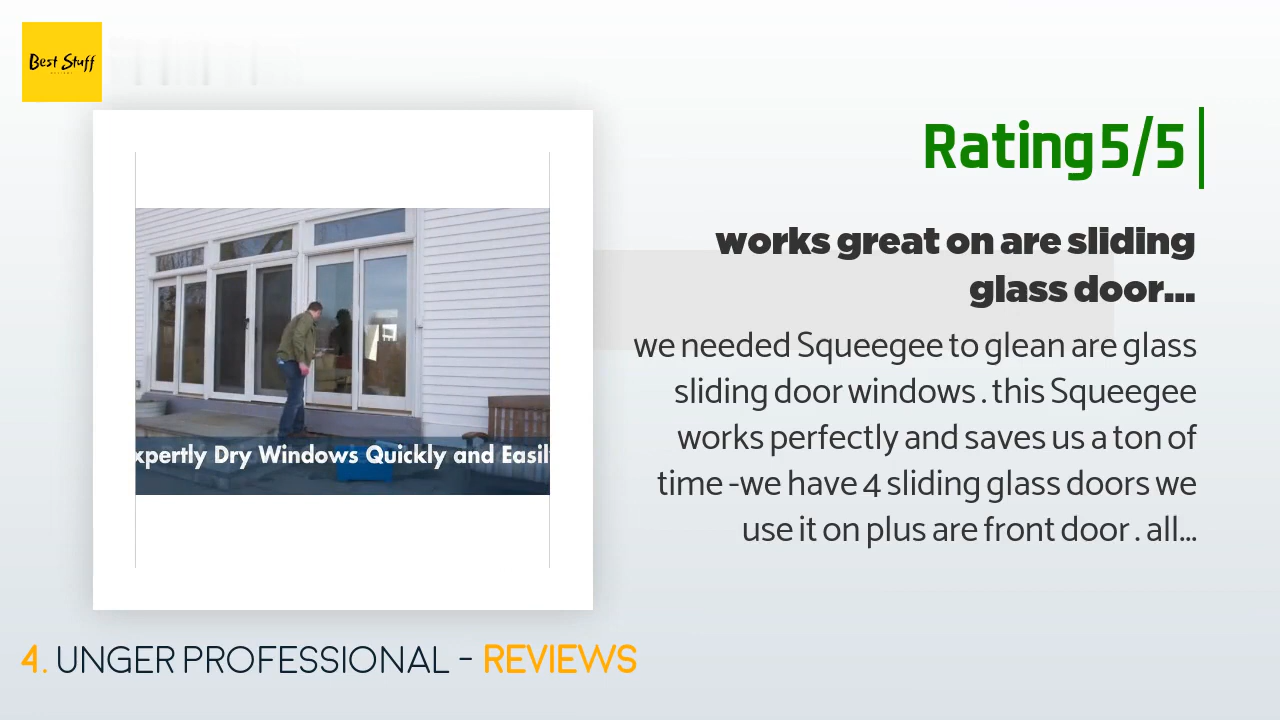 Best Stuff
Rating 5/5
works great on are sliding
glass door...
we needed Squeegee to glean are glass
sliding door windows . this Squeegee
works perfectly and saves us a ton of
time -we have 4 sliding glass doors we
use it on plus are front door . all...
xpertly Dry Windows Quickly and Easil
4. UNGER PROFESSIONAL - REVIEWS